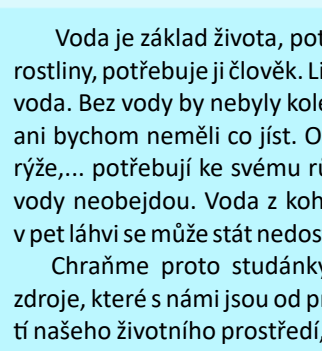 Voda je základ života, pot
rostliny, potřebuje ji člověk. Li
voda. Bez vody by nebyly kole
ani bychom neměli co jíst. O
rýže,... potřebují ke svému rů
vody neobejdou. Voda z koh
v pet láhvi se může stát nedos
Chraňme proto studánky
zdroje, které s námi jsou od pr
tí našeho životního prostředí,